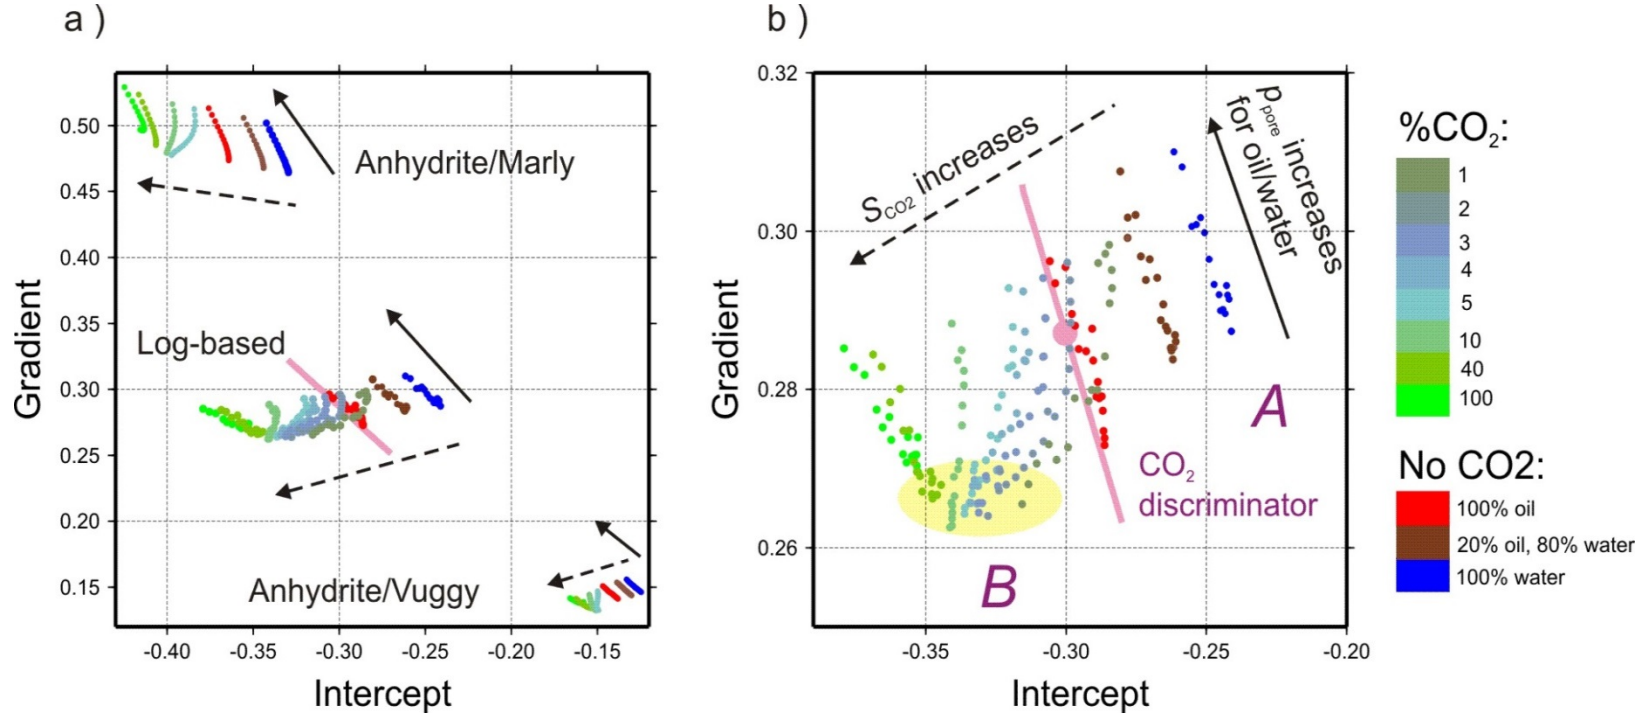 a )
0.50
0.45
0.40
0.35
0.30
0.25
0.20
0.15
Gradient
Anhydrite/Marly
Log-based
Anhydrite/Vuggy
-0.40
-0.35
-0.30
-0.25
-0.20
-0.15
Intercept
b )
0.32
0.30
0.28
0.26
Gradient
SCO2 increases
ppore increases
for oil/water
A
CO2
discriminator
B
-0.35
-0.30
-0.25
-0.20
Intercept
%CO2:
1
2
3
4
5
10
40
100
No CO2:
100% oil
20% oil, 80% water
100% water